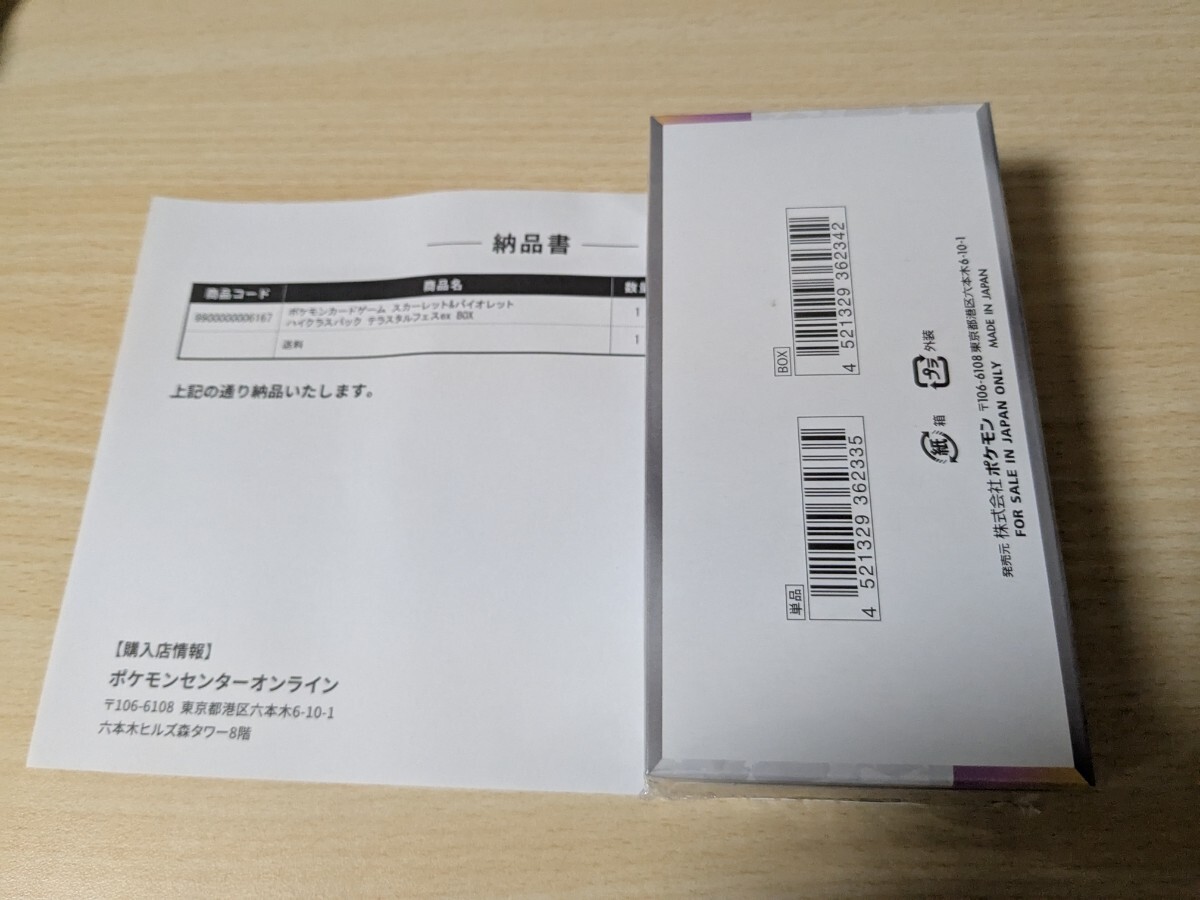 納品書
商品コード 商品名 数
9900000006167 ポケモンカードゲーム スカーレット&バイオレット 1
ハイクラスパック テラスタルフェスex BOX
送料 1
上記の通り納品いたします。
【購入店情報】
ポケモンセンターオンライン
〒106-6108 東京都港区六本木6-10-1
六本木ヒルズ森タワー8階
BOX
4 521329 362342
単品
4 521329 362335
プラ 外装
紙 箱
発売元 株式会社ポケモン 〒106-6108 東京都港区六本木6-10-1
FOR SALE IN JAPAN ONLY MADE IN JAPAN